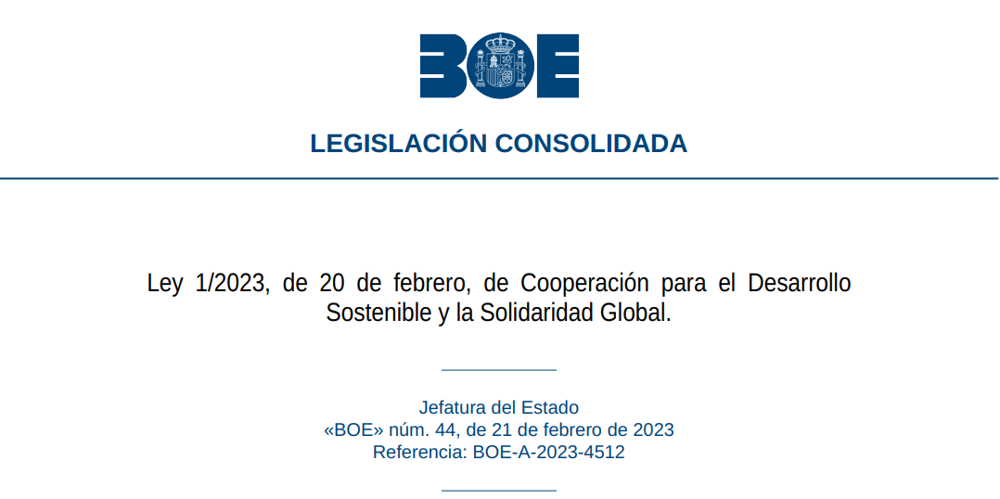 BOE
LEGISLACIÓN CONSOLIDADA
Ley 1/2023, de 20 de febrero, de Cooperación para el Desarrollo
Sostenible y la Solidaridad Global.
Jefatura del Estado
«BOE» núm. 44, de 21 de febrero de 2023
Referencia: BOE-A-2023-4512